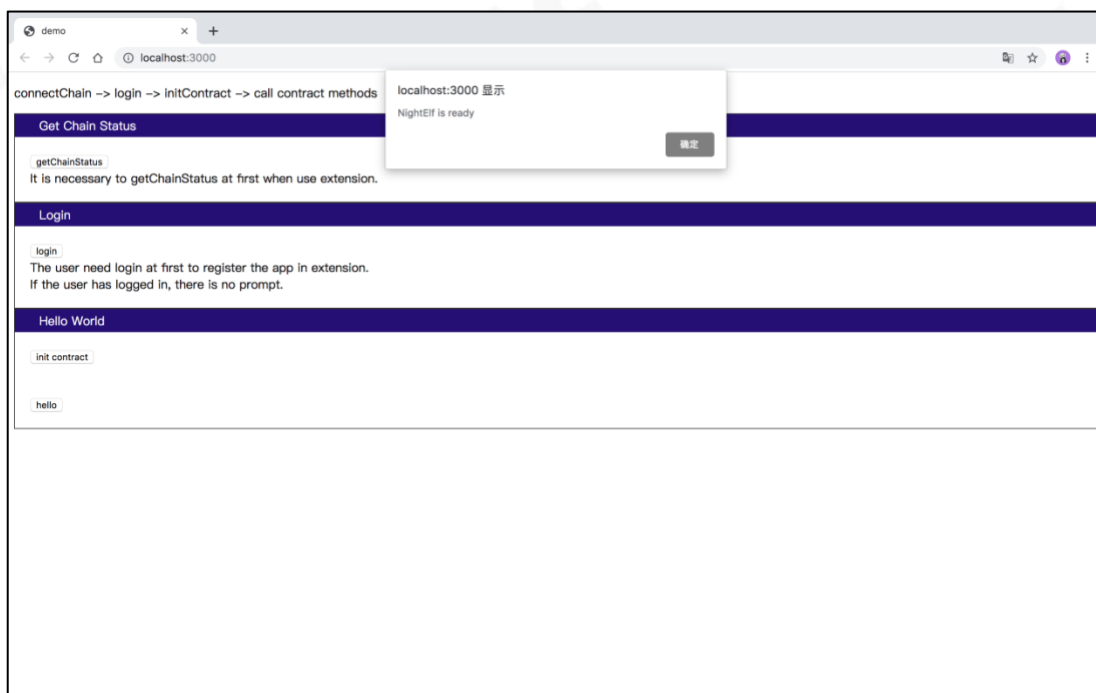 demo
localhost:3000
connectChain -> login -> initContract -> call contract methods
localhost:3000 显示
NightElf is ready
确定
Get Chain Status
getChainStatus
It is necessary to getChainStatus at first when use extension.
Login
login
The user need login at first to register the app in extension.
If the user has logged in, there is no prompt.
Hello World
init contract
hello